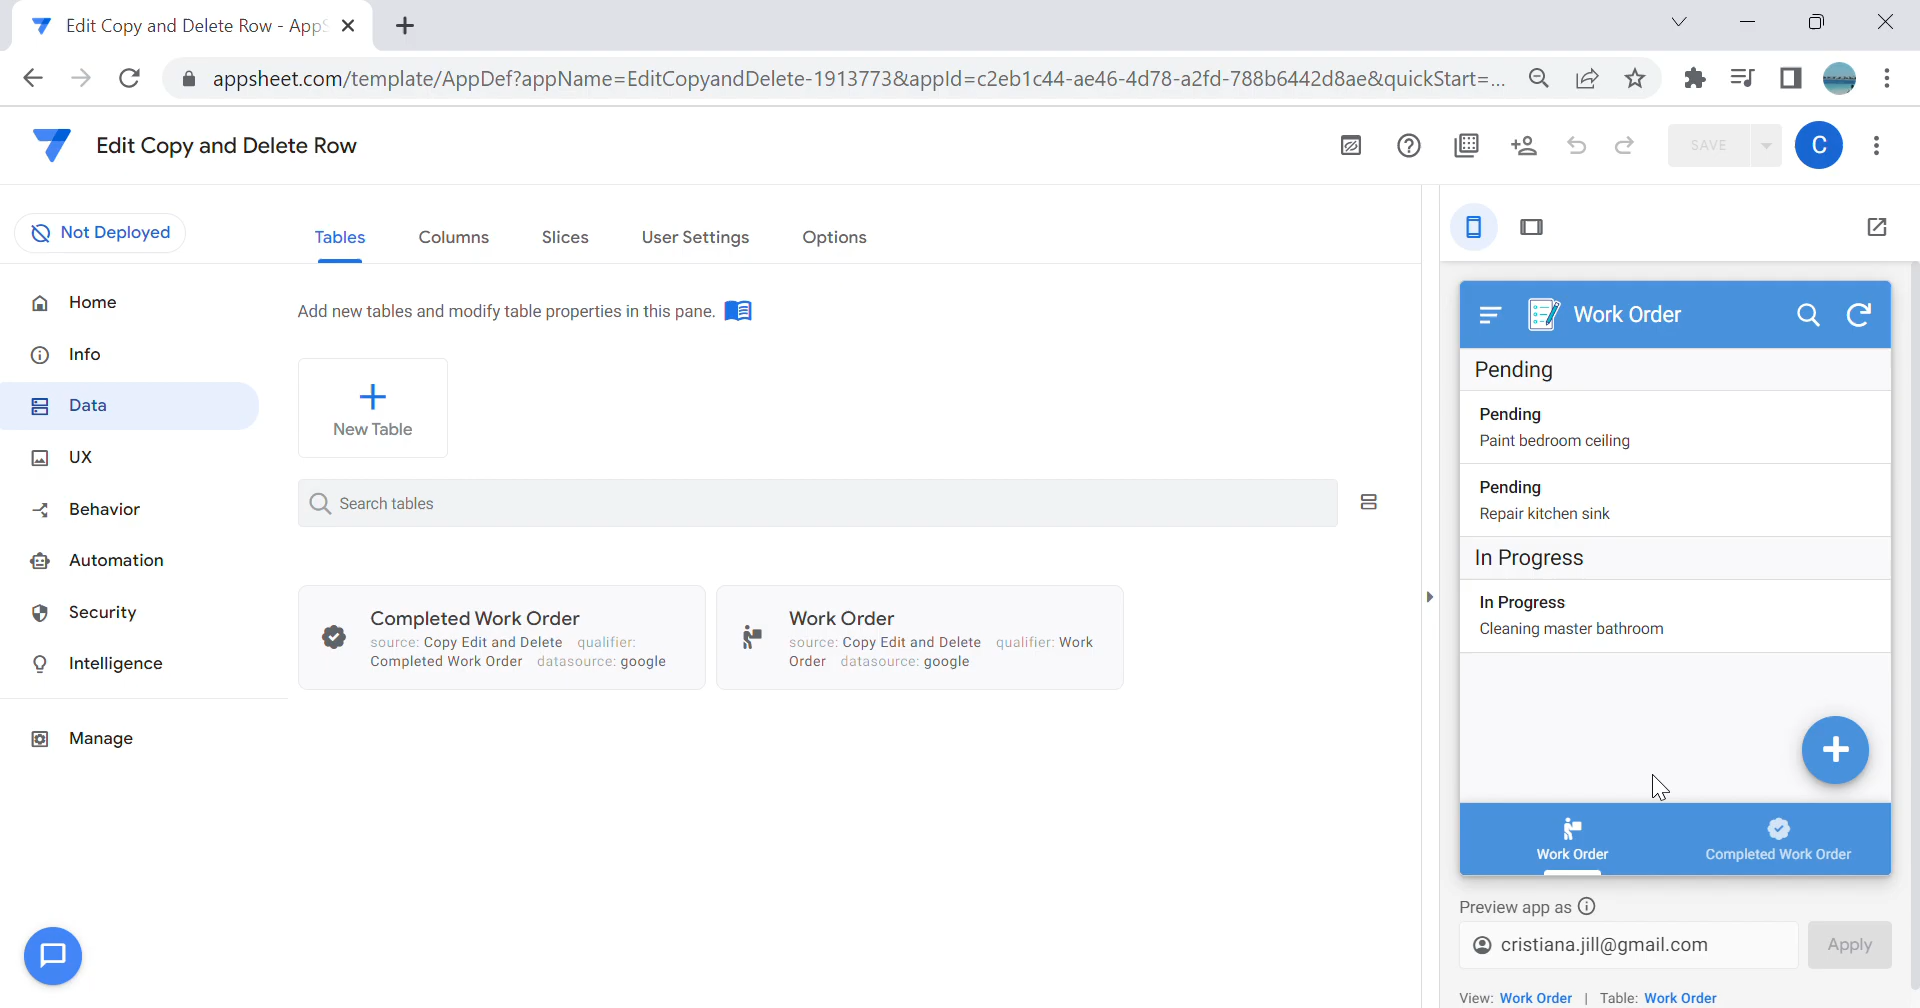 Edit Copy and Delete Row - App
appsheet.com/template/AppDef?appName=EditCopyandDelete-1913773&appId=c2eb1c44-ae46-4d78-a2fd-788b6442d8ae&quickStart=...
Edit Copy and Delete Row
SAVE
C
Not Deployed
Tables
Columns
Slices
User Settings
Options
Home
Info
Data
UX
Behavior
Automation
Security
Intelligence
Manage
Add new tables and modify table properties in this pane.
New Table
Search tables
Completed Work Order
source: Copy Edit and Delete qualifier:
Completed Work Order datasource: google
Work Order
source: Copy Edit and Delete qualifier: Work
Order datasource: google
Work Order
Pending
Pending
Paint bedroom ceiling
Pending
Repair kitchen sink
In Progress
In Progress
Cleaning master bathroom
Work Order
Completed Work Order
Preview app as
cristiana.jill@gmail.com
Apply
View: Work Order | Table: Work Order